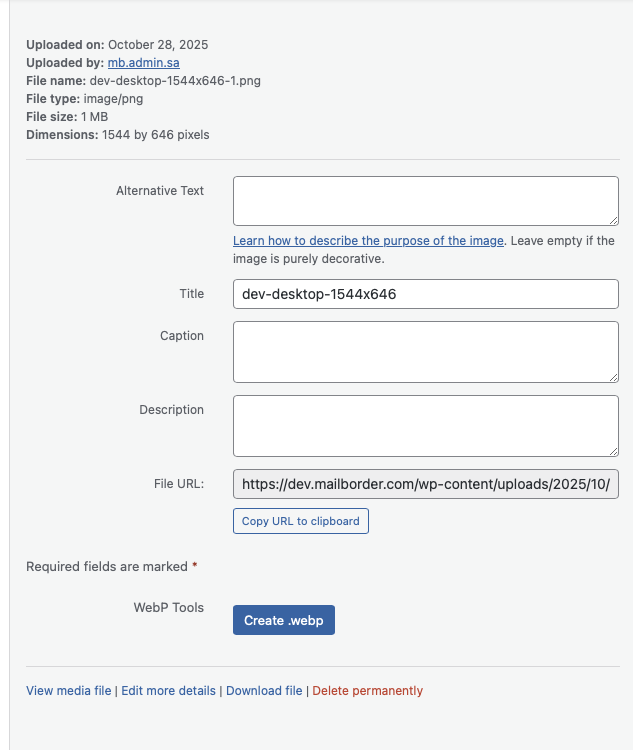 Uploaded on: October 28, 2025
Uploaded by: mb.admin.sa
File name: dev-desktop-1544x646-1.png
File type: image/png
File size: 1 MB
Dimensions: 1544 by 646 pixels
Alternative Text
Learn how to describe the purpose of the image. Leave empty if the
image is purely decorative.
Title
dev-desktop-1544x646
Caption
Description
File URL:
https://dev.mailborder.com/wp-content/uploads/2025/10/
Copy URL to clipboard
Required fields are marked *
WebP Tools
Create .webp
View media file | Edit more details | Download file | Delete permanently